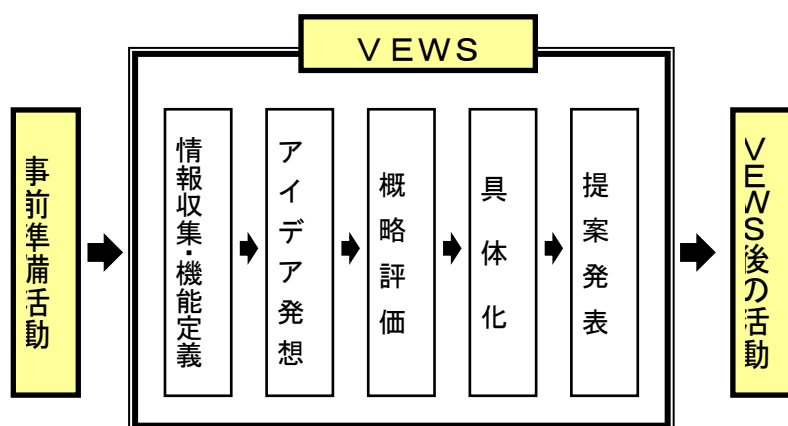 ＶＥＷＳ
事前準備活動
情報収集・機能定義
アイデア発想
概略評価
具体化
提案発表
ＶＥＷＳ後の活動